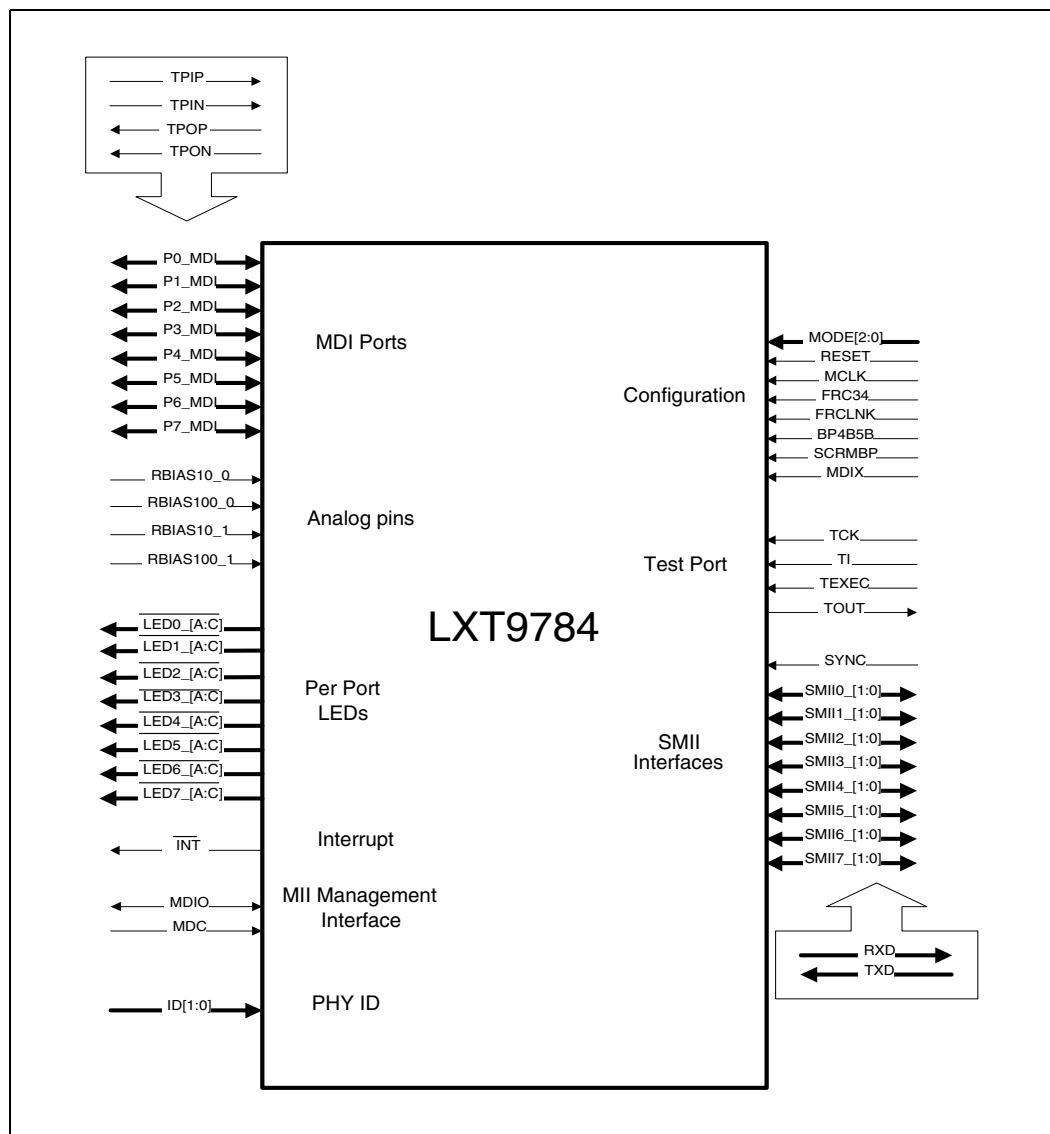 TPIP
TPIN
TPOP
TPON
P0_MDI
P1_MDI
P2_MDI
P3_MDI
P4_MDI
P5_MDI
P6_MDI
P7_MDI
MDI Ports
RBIAS10_0
RBIAS100_0
RBIAS10_1
RBIAS100_1
Analog pins
LED0_[A:C]
LED1_[A:C]
LED2_[A:C]
LED3_[A:C]
LED4_[A:C]
LED5_[A:C]
LED6_[A:C]
LED7_[A:C]
Per Port
LEDs
INT
Interrupt
MDIO
MDC
MII Management
Interface
ID[1:0]
PHY ID
LXT9784
Configuration
MODE[2:0]
RESET
MCLK
FRC34
FRCLNK
BP4B5B
SCRMBP
MDIX
Test Port
TCK
TI
TEXEC
TOUT
SMII
Interfaces
SYNC
SMII0_[1:0]
SMII1_[1:0]
SMII2_[1:0]
SMII3_[1:0]
SMII4_[1:0]
SMII5_[1:0]
SMII6_[1:0]
SMII7_[1:0]
RXD
TXD